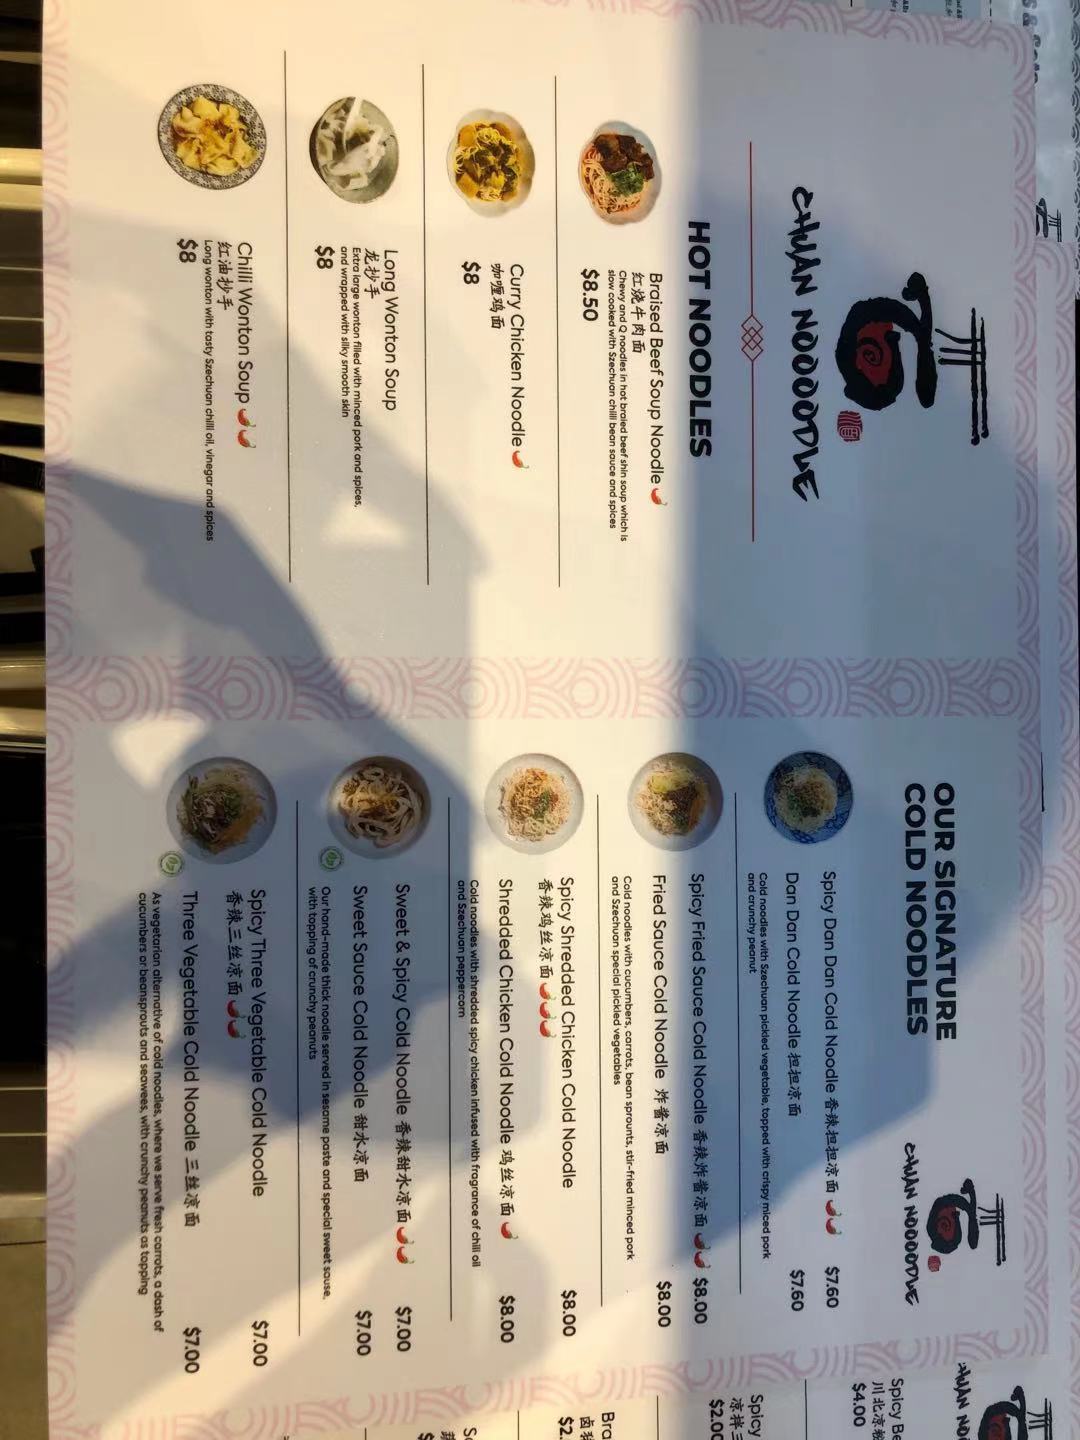 CHUAN NOOOODLE
HOT NOODLES
Braised Beef Soup Noodle
红烧牛肉面
Chewy and Q noodles in hot braied beef shin soup which is
slow cooked with Szechuan chilli bean sauce and spices
$8.50
Curry Chicken Noodle
咖喱鸡面
$8
Long Wonton Soup
龙抄手
Extra large wonton filled with minced pork and spices,
and wrapped with silky smooth skin
$8
Chilli Wonton Soup
红油抄手
Long wonton with tasty Szechuan chilli oil, vinegar and spices
$8
OUR SIGNATURE
COLD NOODLES
CHUAN NOOOODLE
Spicy Dan Dan Cold Noodle 香辣担担凉面 $7.60
Dan Dan Cold Noodle 担担凉面 $7.60
Cold noodles with Szechuan pickled vegetable, topped with crispy miced pork
and crunchy peanut
Spicy Fried Sauce Cold Noodle 香辣炸酱凉面 $8.00
Fried Sauce Cold Noodle 炸酱凉面 $8.00
Cold noodles with cucumbers, carrots, bean sprounts, stir-fried minced pork
and Szechuan special pickled vegetables
Spicy Shredded Chicken Cold Noodle
香辣鸡丝凉面 $8.00
Shredded Chicken Cold Noodle 鸡丝凉面 $8.00
Cold noodles with shredded spicy chicken infused with fragrance of chili oil
and Szechuan peppercorn
Sweet & Spicy Cold Noodle 香辣甜水凉面 $7.00
Sweet Sauce Cold Noodle 甜水凉面 $7.00
Our hand-made thick noodle served in sesame paste and special sweet sause,
with topping of crunchy peanuts
Spicy Three Vegetable Cold Noodle
香辣三丝凉面 $7.00
Three Vegetable Cold Noodle 三丝凉面 $7.00
As vegetarian alternative of cold noodles, where we serve fresh carrots, a dash of
cucumbers or beansprouts and seawees, with crunchy peanuts as topping
CHUAN NO
Spicy Be
川北凉粉
$4.00
Spicy
凉拌三
$2.00
Bra
卤
$2.